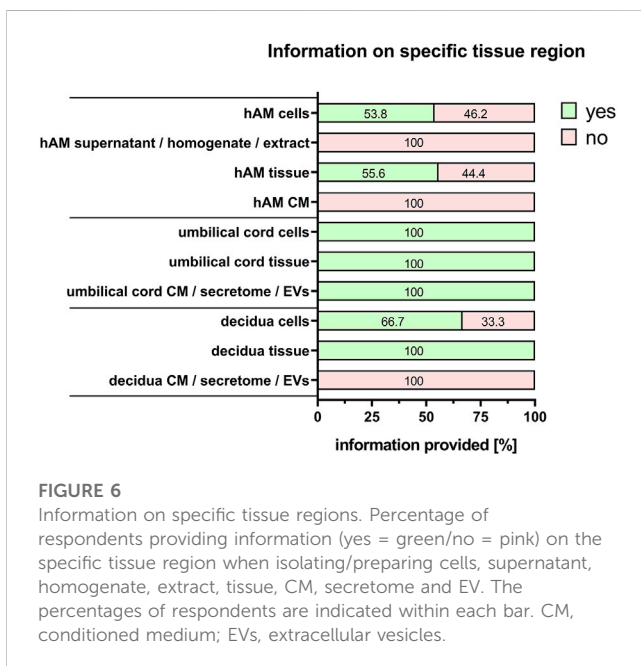 Information on specific tissue region
hAM cells 53.8 46.2
hAM supernatant / homogenate / extract 100
hAM tissue 55.6 44.4
hAM CM 100
umbilical cord cells 100
umbilical cord tissue 100
umbilical cord CM / secretome / EVs 100
decidua cells 66.7 33.3
decidua tissue 100
decidua CM / secretome / EVs 100
0 25 50 75 100
information provided [%]
yes
no
FIGURE 6
Information on specific tissue regions. Percentage of
respondents providing information (yes = green/no = pink) on the
specific tissue region when isolating/preparing cells, supernatant,
homogenate, extract, tissue, CM, secretome and EV. The
percentages of respondents are indicated within each bar. CM,
conditioned medium; EVs, extracellular vesicles.